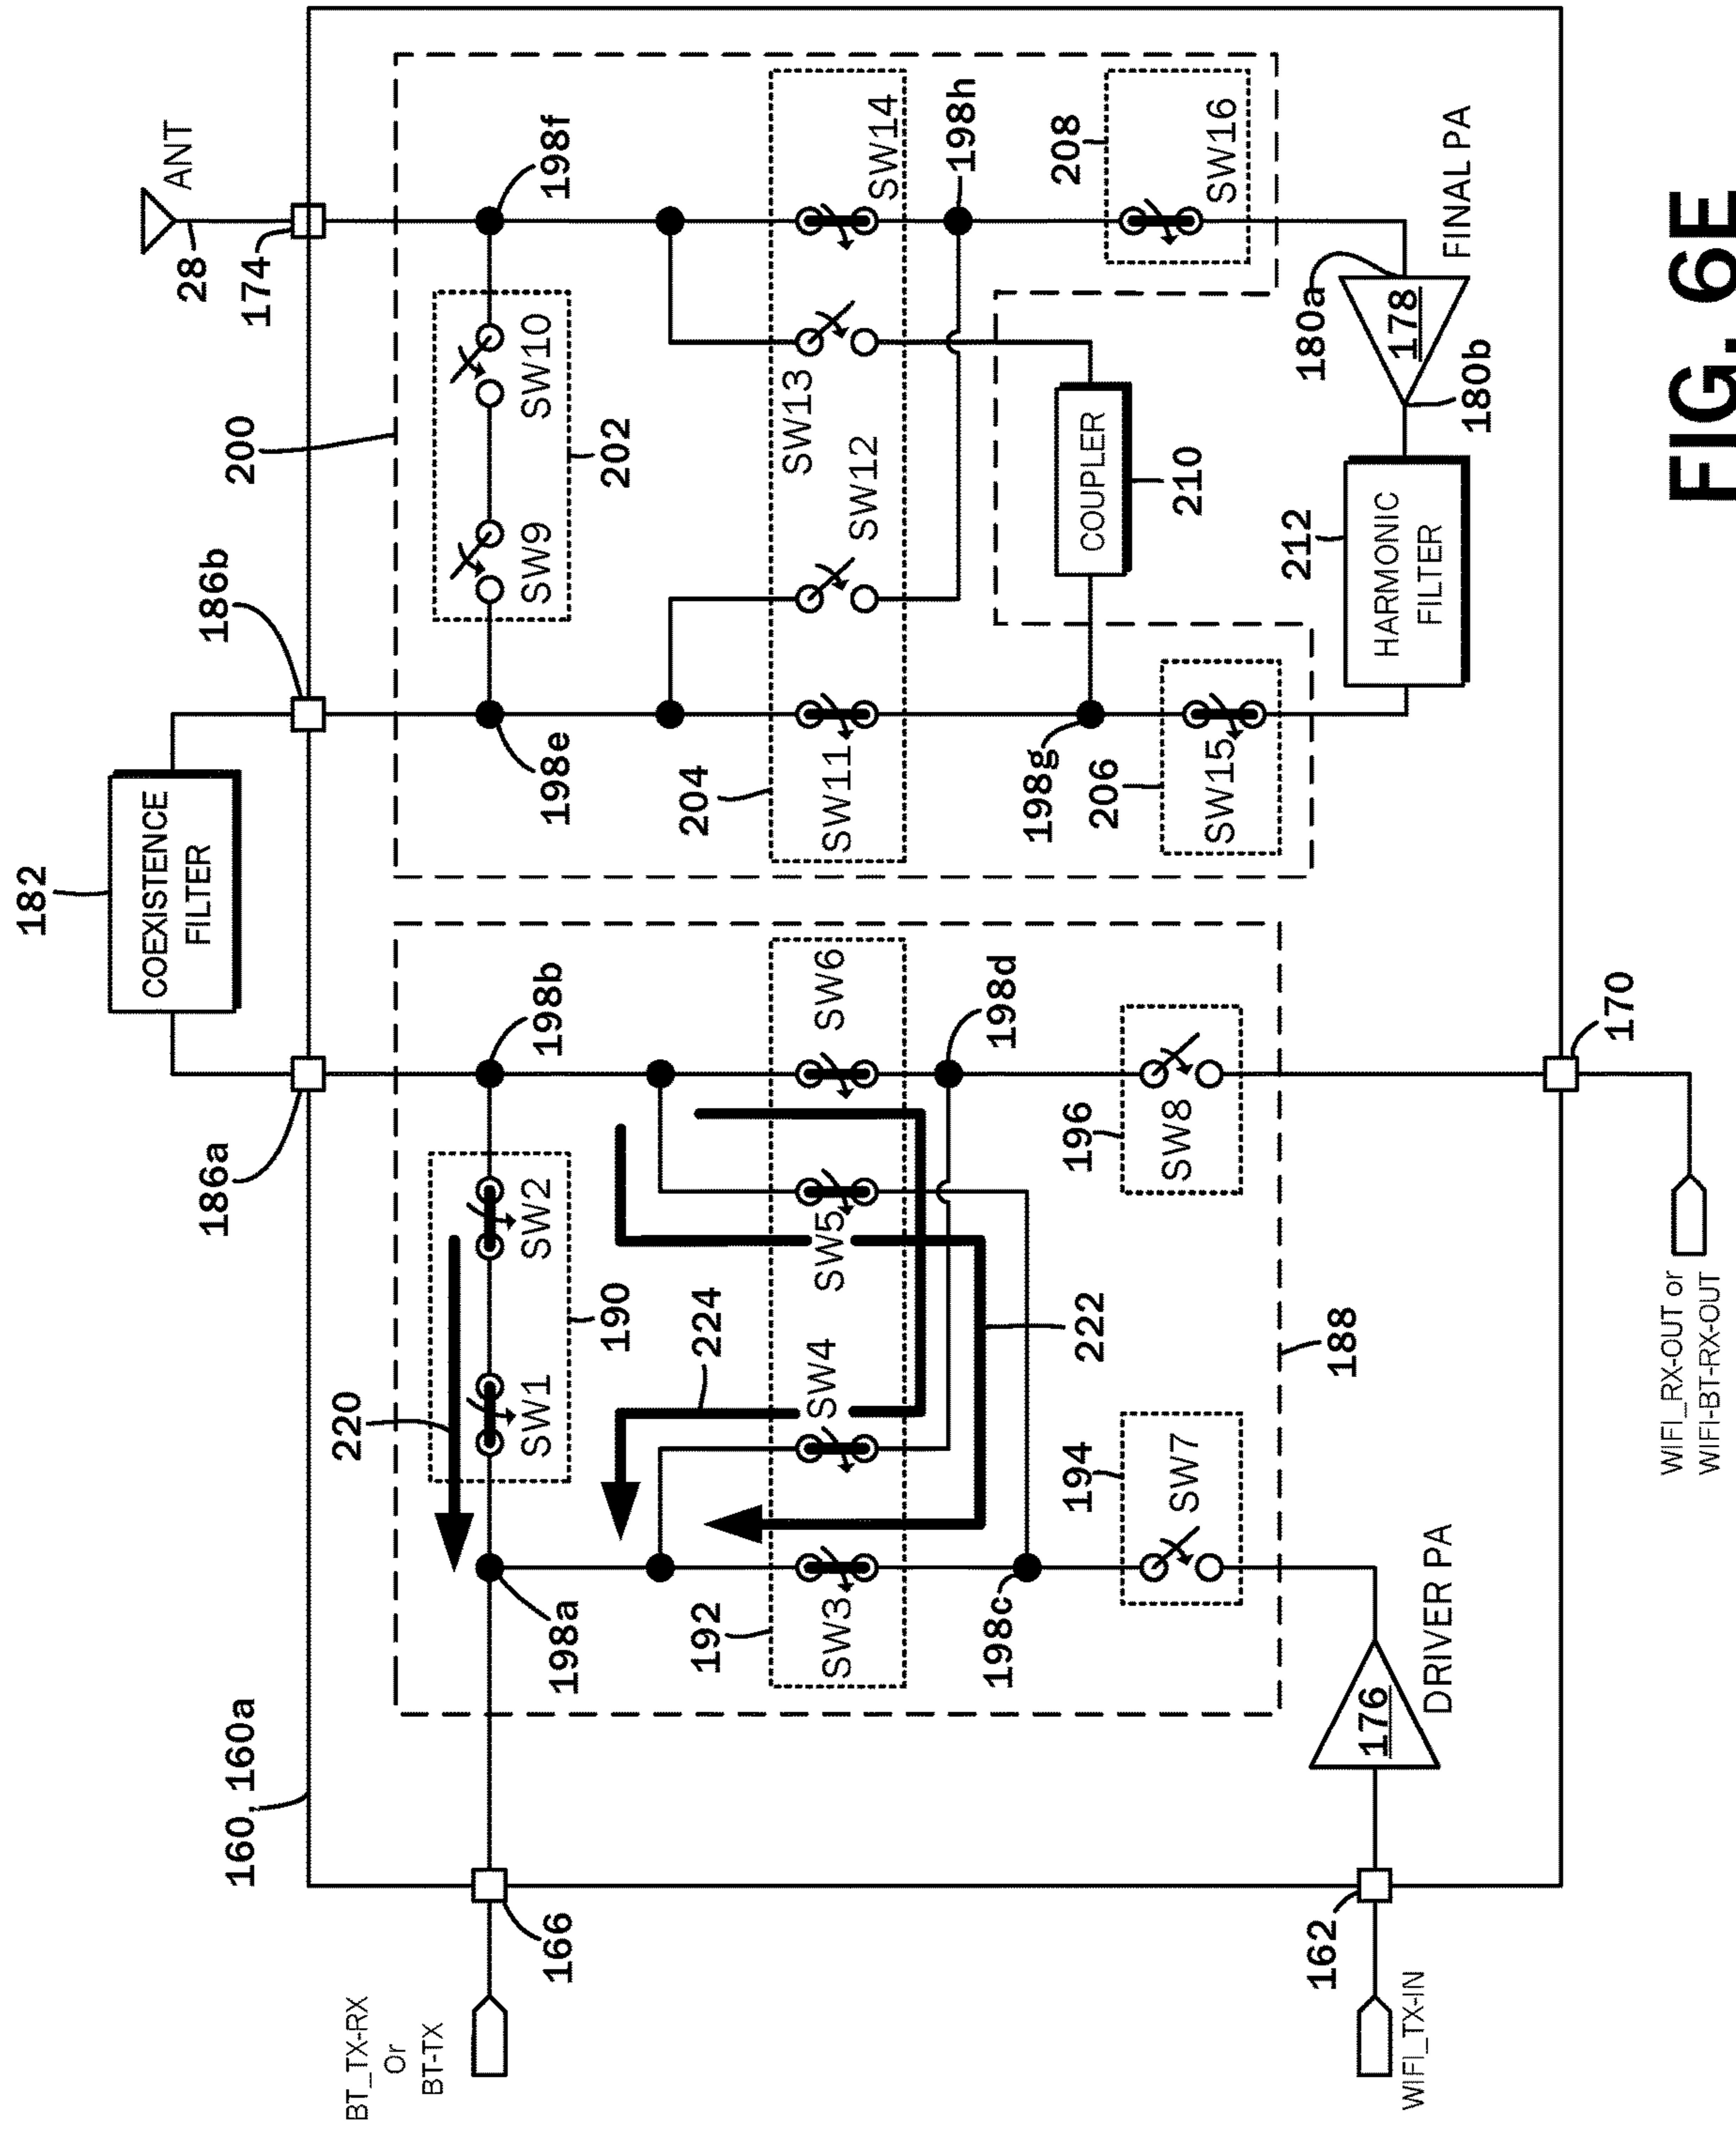 160, 160a
186a
182
COEXISTENCE
FILTER
186b
200
28
174
ANT
BT_TX-RX
Or
BT-TX
166
198a
220
SW1
SW2
190
198b
198e
SW9
SW10
202
198f
192
SW3
224
SW4
SW5
SW6
204
SW11
SW12
SW13
SW14
198c
222
198d
198g
198h
194
SW7
196
SW8
206
SW15
COUPLER
210
208
SW16
188
162
WIFI_TX-IN
176
DRIVER PA
212
HARMONIC
FILTER
180a
178
180b
FINAL PA
170
WIFI_RX-OUT or
WIFI-BT-RX-OUT
FIG. 6E